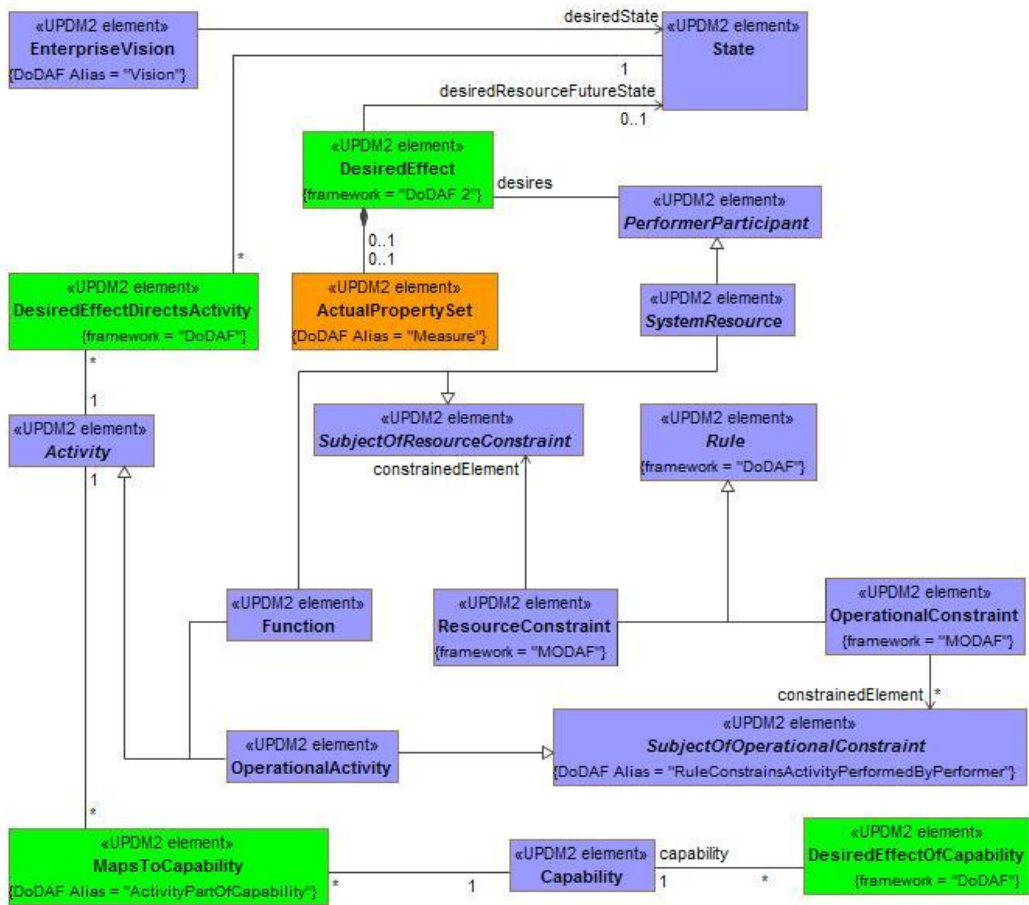 «UPDM2 element»
EnterpriseVision
{DoDAF Alias = "Vision"}
desiredState
«UPDM2 element»
State
1
desiredResourceFutureState
0..1
«UPDM2 element»
DesiredEffect
{framework = "DoDAF 2"}
desires
«UPDM2 element»
PerformerParticipant
0..1
0..1
*
«UPDM2 element»
DesiredEffectDirectsActivity
{framework = "DoDAF"}
«UPDM2 element»
ActualPropertySet
{DoDAF Alias = "Measure"}
«UPDM2 element»
SystemResource
*
1
«UPDM2 element»
Activity
1
«UPDM2 element»
SubjectOfResourceConstraint
constrainedElement
«UPDM2 element»
Rule
{framework = "DoDAF"}
«UPDM2 element»
Function
«UPDM2 element»
ResourceConstraint
{framework = "MODAF"}
«UPDM2 element»
OperationalConstraint
{framework = "MODAF"}
constrainedElement *
«UPDM2 element»
OperationalActivity
«UPDM2 element»
SubjectOfOperationalConstraint
{DoDAF Alias = "RuleConstrainsActivityPerformedByPerformer"}
*
«UPDM2 element»
MapsToCapability
{DoDAF Alias = "ActivityPartOfCapability"}
*
1
«UPDM2 element»
Capability
capability
1
*
«UPDM2 element»
DesiredEffectOfCapability
{framework = "DoDAF"}